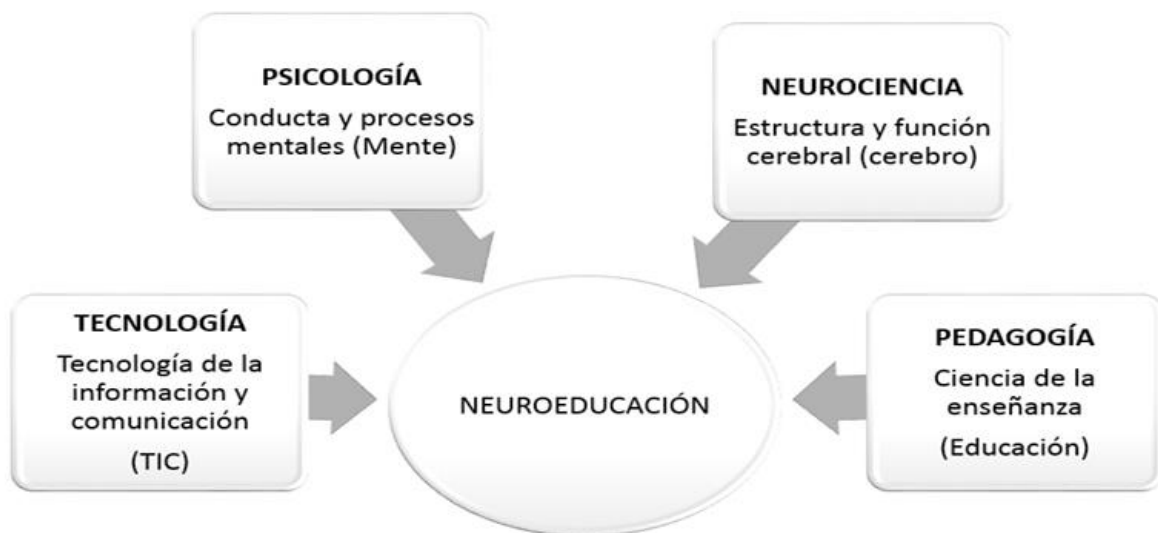 PSICOLOGÍA
Conducta y procesos
mentales (Mente)
NEUROCIENCIA
Estructura y función
cerebral (cerebro)
TECNOLOGÍA
Tecnología de la
información y
comunicación
(TIC)
NEUROEDUCACIÓN
PEDAGOGÍA
Ciencia de la
enseñanza
(Educación)